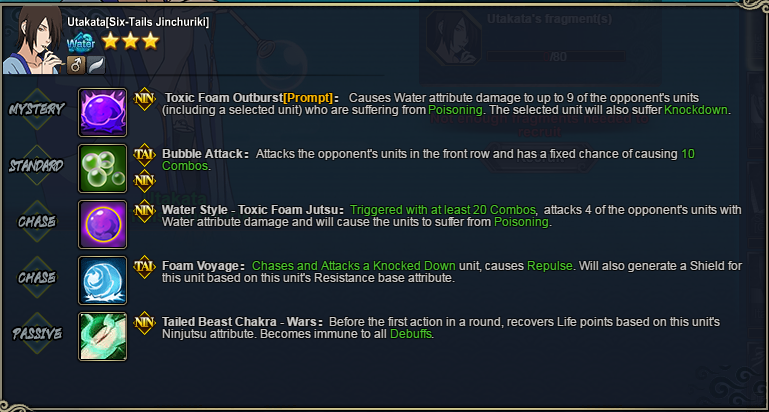 Utakata[Six-Tails Jinchuriki]
Water
Utakata's fragment(s)
/80
MYSTERY
NIN
Toxic Foam Outburst[Prompt]: Causes Water attribute damage to up to 9 of the opponent's units
(including a selected unit) who are suffering from Poisoning. The selected unit will also suffer Knockdown.
recruit
STANDARD
TAI
NIN
Bubble Attack: Attacks the opponent's units in the front row and has a fixed chance of causing 10
Combos.
CHASE
NIN
Water Style - Toxic Foam Jutsu: Triggered with at least 20 Combos, attacks 4 of the opponent's units with
Water attribute damage and will cause the units to suffer from Poisoning.
CHASE
TAI
Foam Voyage: Chases and Attacks a Knocked Down unit, causes Repulse. Will also generate a Shield for
this unit based on this unit's Resistance base attribute.
PASSIVE
NIN
Tailed Beast Chakra - Wars: Before the first action in a round, recovers Life points based on this unit's
Ninjutsu attribute. Becomes immune to all Debuffs.